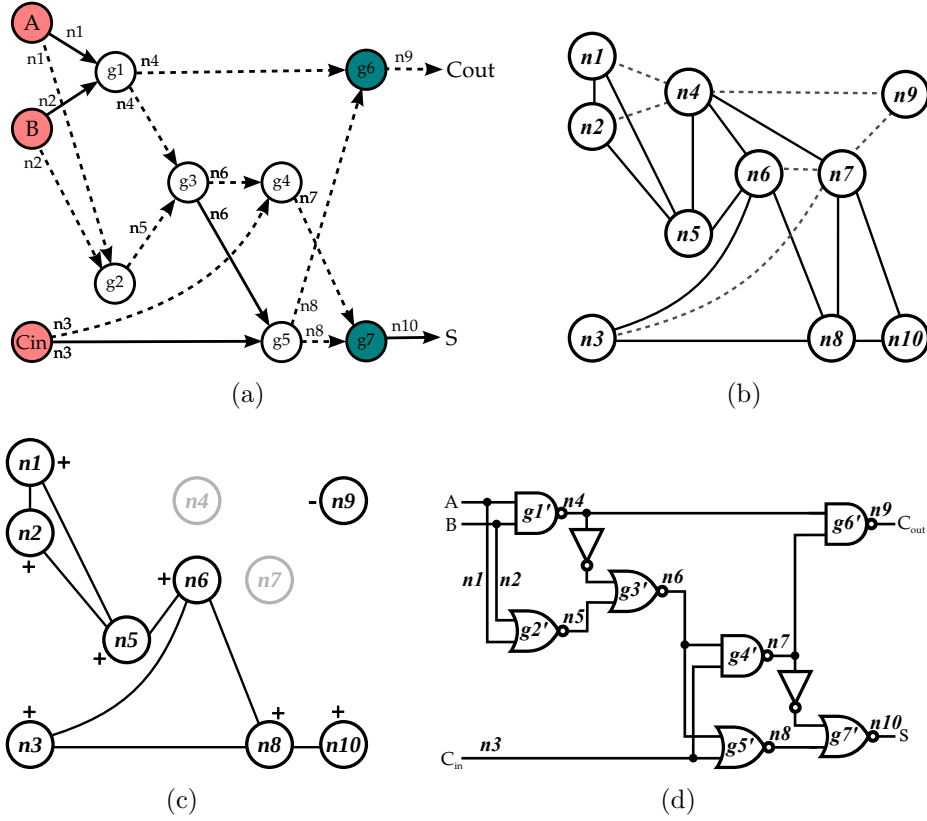 A
n1
n1
g1
n4
n4
g6
n9
Cout
n2
B
n2
g3
n6
n6
g4
n7
n5
g2
n3
Cin
n3
g5
n8
n8
g7
n10
S
(a)
n1
n2
n4
n9
n6
n7
n5
n3
n8
n10
(b)
n1 +
n2
+
n4
- n9
+ n6
n7
n5
+
+
n3
+
n8
+
n10
(c)
A
B
g1'
n4
g6'
n9
Cout
n1
n2
g3'
n6
g2'
n5
g4'
n7
n3
Cin
g5'
n8
g7'
n10
S
(d)